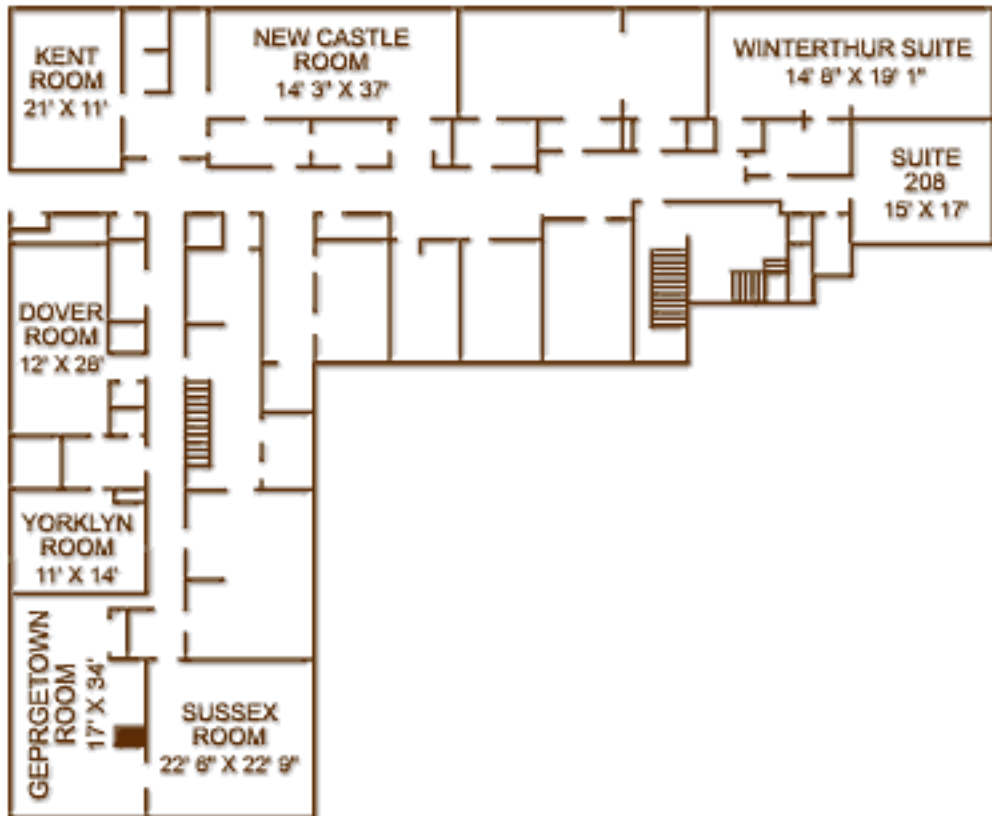 KENT
ROOM
21' X 11'
NEW CASTLE
ROOM
14' 3" X 37'
WINTERTHUR SUITE
14' 8" X 19' 1"
SUITE
208
15' X 17'
DOVER
ROOM
12' X 28'
YORKLYN
ROOM
11' X 14'
GEPRGETOWN
ROOM
17' X 34'
SUSSEX
ROOM
22' 6" X 22' 9"